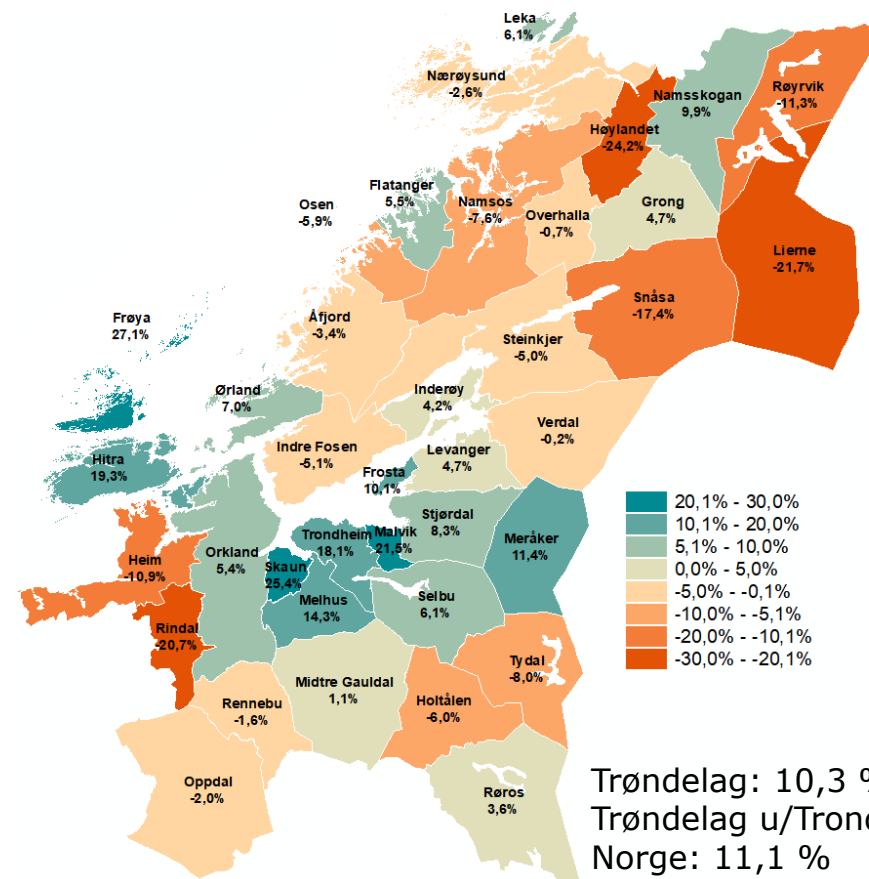 Leka
6,1%
Nærøysund
-2,6%
Namsskogan
9,9%
Røyrvik
-11,3%
Høylandet
-24,2%
Flatanger
5,5%
Osen
-5,9%
Namsos
-7,6%
Overhalla
-0,7%
Grong
4,7%
Lierne
-21,7%
Snåsa
-17,4%
Frøya
27,1%
Åfjord
-3,4%
Steinkjer
-5,0%
Ørland
7,0%
Inderøy
4,2%
Verdal
-0,2%
Indre Fosen
-5,1%
Levanger
4,7%
Hitra
19,3%
Frosta
10,1%
Stjørdal
8,3%
Meråker
11,4%
Trondheim
18,1%
Malvik
21,5%
Orkland
5,4%
Heim
-10,9%
Skaun
25,4%
Melhus
14,3%
Selbu
6,1%
Rindal
-20,7%
Tydal
-8,0%
Midtre Gauldal
1,1%
Holtålen
-6,0%
Rennebu
-1,6%
Oppdal
-2,0%
Røros
3,6%
20,1% - 30,0%
10,1% - 20,0%
5,1% - 10,0%
0,0% - 5,0%
-5,0% - -0,1%
-10,0% - -5,1%
-20,0% - -10,1%
-30,0% - -20,1%
Trøndelag: 10,3 %
Trøndelag u/Trond
Norge: 11,1 %